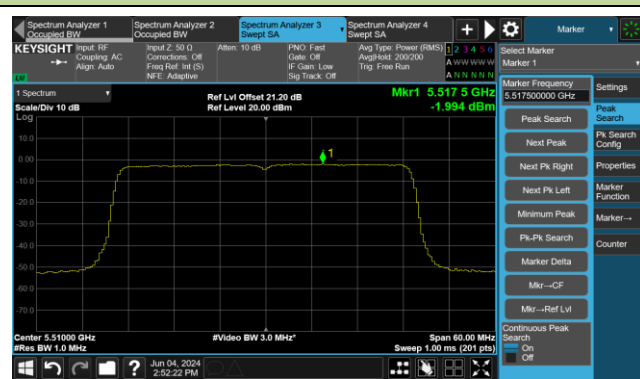 Spectrum Analyzer 1
Occupied BW
Spectrum Analyzer 2
Occupied BW
Spectrum Analyzer 3
Swept SA
Spectrum Analyzer 4
Swept SA
Marker
KEYSIGHT
Input: RF
Coupling: AC
Align: Auto
Input Z: 50 Ω
Corrections: Off
Freq Ref: Int (S)
NFE: Adaptive
Atten: 10 dB
PNO: Fast
Gate: Off
IF Gain: Low
Sig Track: Off
Avg Type: Power (RMS)
Avg|Hold: 200/200
Trig: Free Run
1 2 3 4 5 6
A W W W W W
A N N N N N
LM
Select Marker
Marker 1
1 Spectrum
Scale/Div 10 dB
Log
Ref Lvl Offset 21.20 dB
Ref Level 20.00 dBm
Mkr1 5.517 5 GHz
-1.994 dBm
10.0
0.00
-10.0
-20.0
-30.0
-40.0
-50.0
-60.0
-70.0
1
Center 5.51000 GHz
#Res BW 1.0 MHz
#Video BW 3.0 MHz*
Span 60.00 MHz
Sweep 1.00 ms (201 pts)
Marker Frequency
5.517500000 GHz
Peak Search
Next Peak
Next Pk Right
Next Pk Left
Minimum Peak
Pk-Pk Search
Marker Delta
Mkr→CF
Mkr→Ref Lvl
Continuous Peak
Search
On
Off
Settings
Peak
Search
Pk Search
Config
Properties
Marker
Function
Marker→
Counter
?
Jun 04, 2024
2:52:22 PM